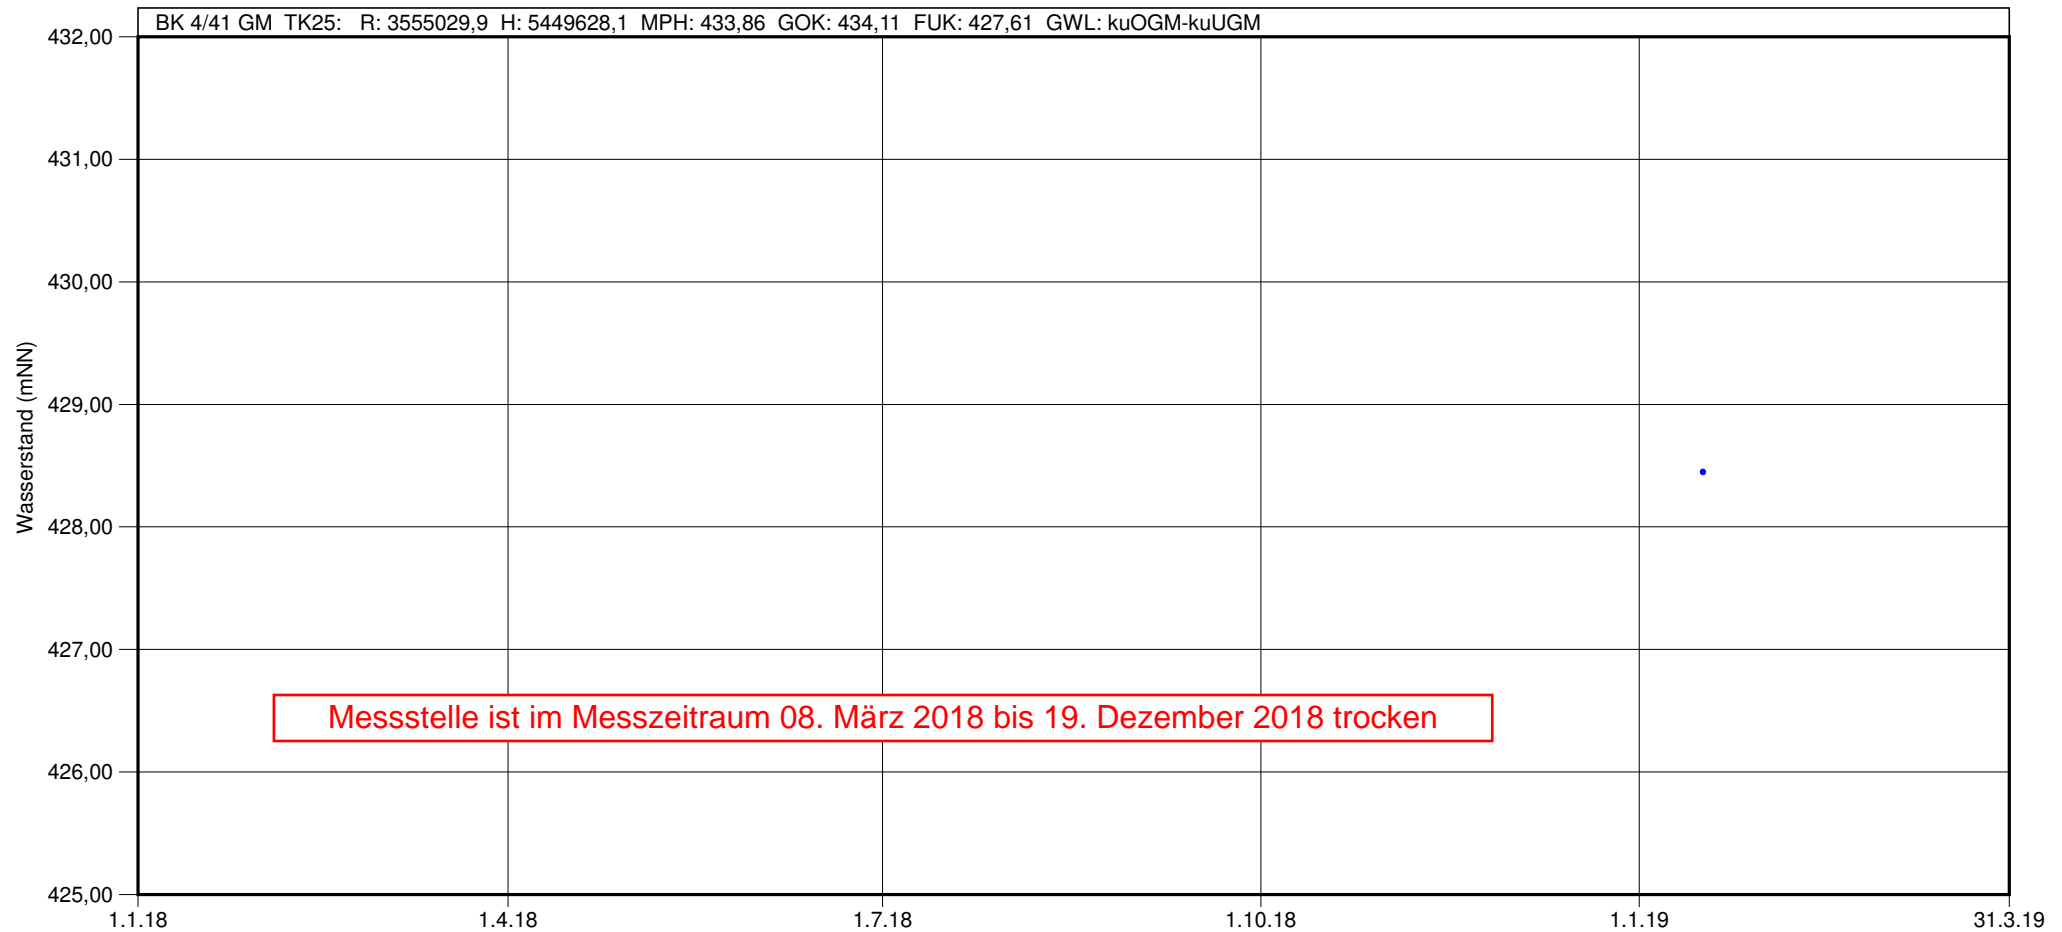 BK 4/41 GM TK25: R: 3555029,9 H: 5449628,1 MPH: 433,86 GOK: 434,11 FUK: 427,61 GWL: kuOGM-kuUGM
432,00
431,00
430,00
429,00
428,00
427,00
426,00
425,00
Wasserstand (mNN)
Messstelle ist im Messzeitraum 08. März 2018 bis 19. Dezember 2018 trocken
1.1.18 1.4.18 1.7.18 1.10.18 1.1.19 31.3.19